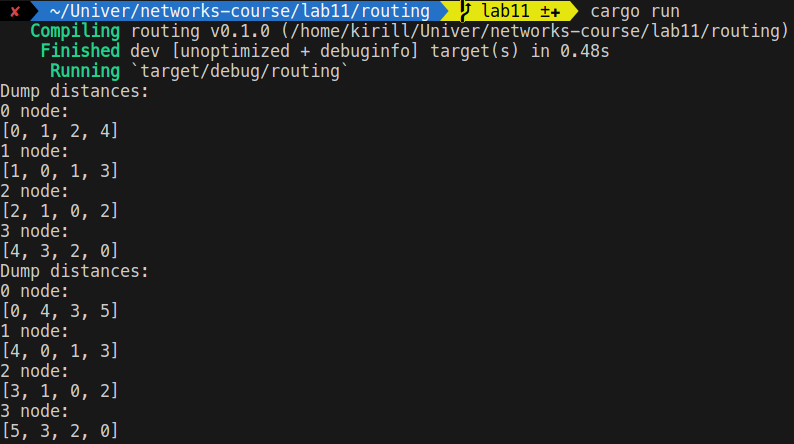 ✘ ~/Univer/networks-course/lab11/routing lab11 ±✚ cargo run
Compiling routing v0.1.0 (/home/kirill/Univer/networks-course/lab11/routing)
Finished dev [unoptimized + debuginfo] target(s) in 0.48s
Running `target/debug/routing`
Dump distances:
0 node:
[0, 1, 2, 4]
1 node:
[1, 0, 1, 3]
2 node:
[2, 1, 0, 2]
3 node:
[4, 3, 2, 0]
Dump distances:
0 node:
[0, 4, 3, 5]
1 node:
[4, 0, 1, 3]
2 node:
[3, 1, 0, 2]
3 node:
[5, 3, 2, 0]